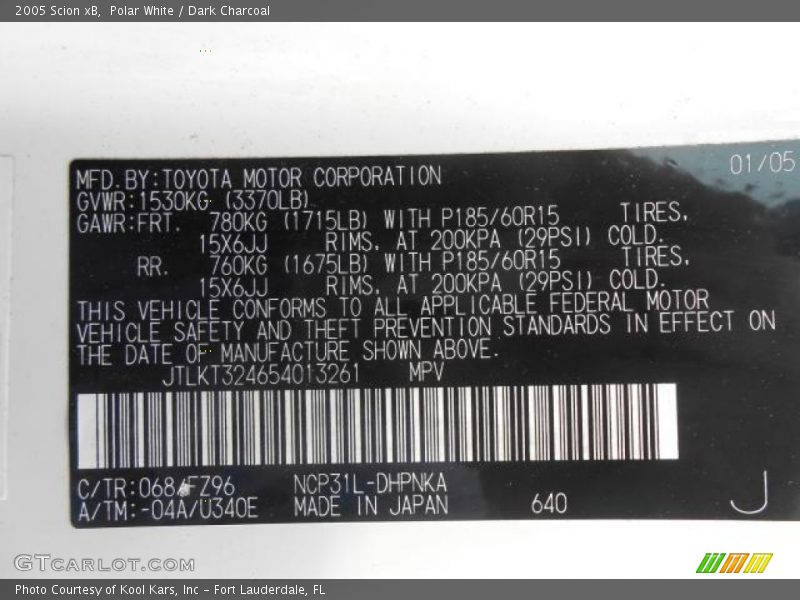 2005 Scion xB,  Polar White / Dark Charcoal
01/05
MFD.BY:TOYOTA MOTOR CORPORATION
GVWR:1530KG (3370LB)
GAWR:FRT. 780KG (1715LB) WITH P185/60R15 TIRES,
15X6JJ RIMS, AT 200KPA (29PSI) COLD.
RR. 760KG (1675LB) WITH P185/60R15 TIRES,
15X6JJ RIMS, AT 200KPA (29PSI) COLD.
THIS VEHICLE CONFORMS TO ALL APPLICABLE FEDERAL MOTOR
VEHICLE SAFETY AND THEFT PREVENTION STANDARDS IN EFFECT ON
THE DATE OF MANUFACTURE SHOWN ABOVE.
JTLKT324654013261 MPV
C/TR:068/FZ96 NCP31L-DHPNKA
A/TM:-04A/U340E MADE IN JAPAN 640 J
GTCARLOT.COM
Photo Courtesy of Kool Kars, Inc - Fort Lauderdale, FL